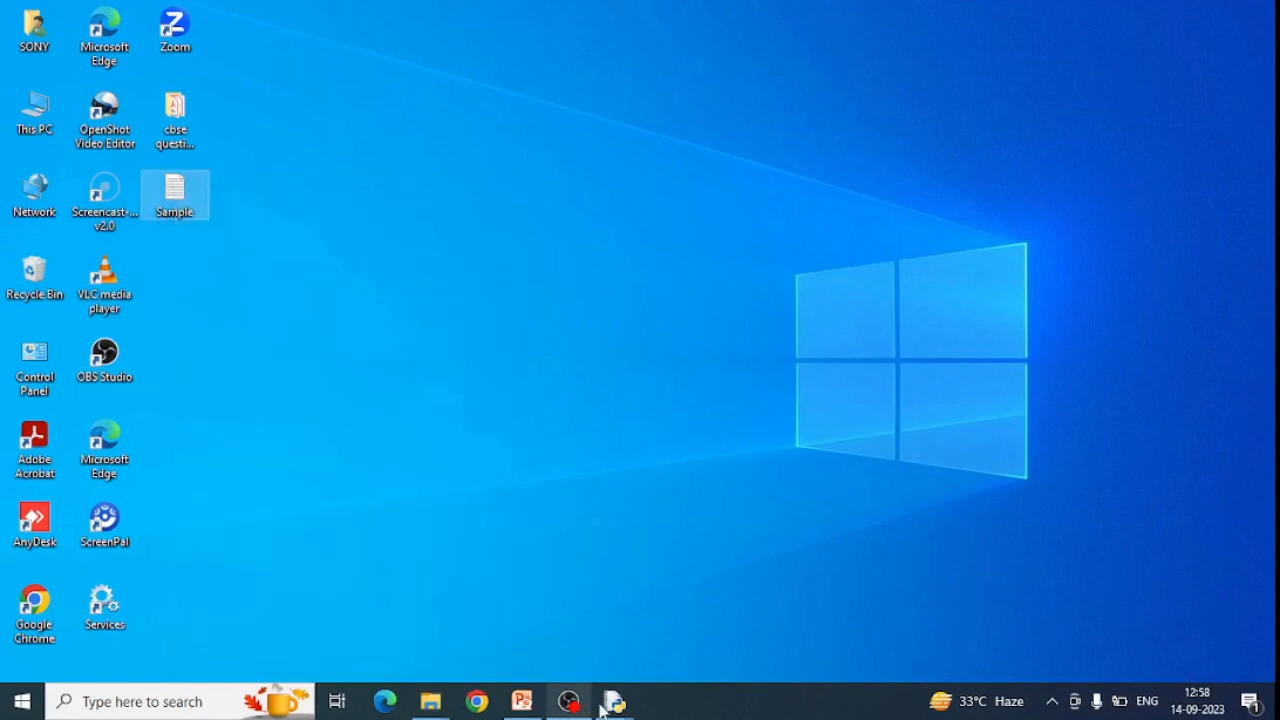 SONY
Microsoft
Edge
Zoom
This PC
OpenShot
Video Editor
cbse
questi...
Network
Screencast-...
v2.0
Sample
Recycle Bin
VLC media
player
Control
Panel
OBS Studio
Adobe
Acrobat
Microsoft
Edge
AnyDesk
ScreenPal
Google
Chrome
Services
Type here to search
33°C Haze
ENG
12:58
14-09-2023
1